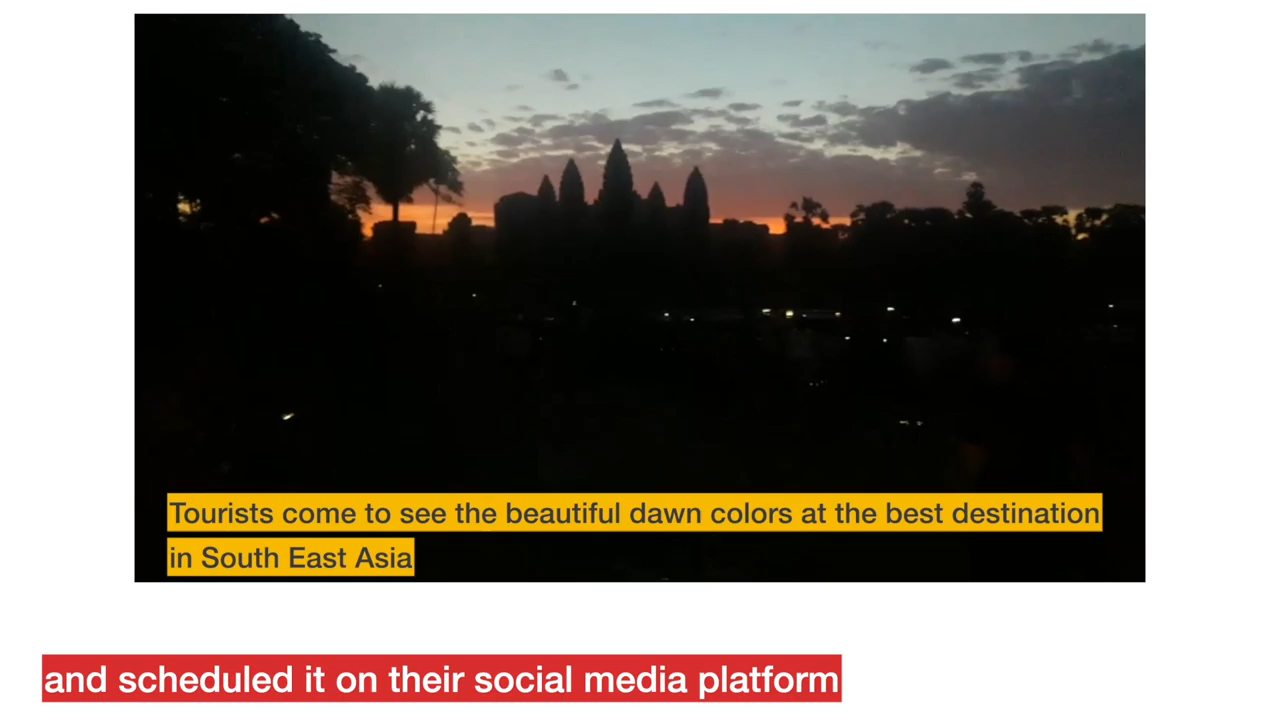 Tourists come to see the beautiful dawn colors at the best destination
in South East Asia
and scheduled it on their social media platform